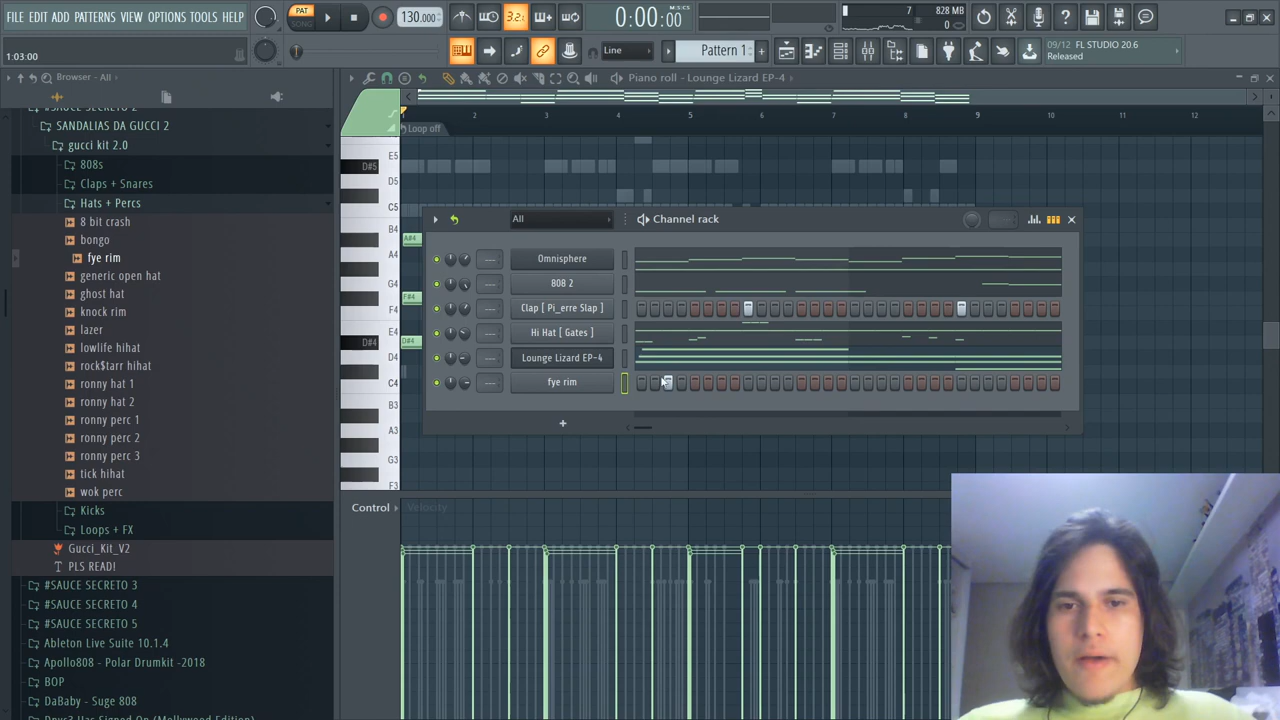 FILE EDIT ADD PATTERNS VIEW OPTIONS TOOLS HELP
PAT
SONG
130.000
3.2.
0:00:00
M:S:CS
7
828 MB
0
1:03:00
Line
Pattern 1
09/12 FL STUDIO 20.6
Released
Browser - All
Piano roll - Lounge Lizard EP-4
2 3 4 5 6 7 8 9 10 11 12
Loop off
#SAUCE SECRETO 2
SANDALIAS DA GUCCI 2
gucci kit 2.0
808s
Claps + Snares
Hats + Percs
8 bit crash
bongo
fye rim
generic open hat
ghost hat
knock rim
lazer
lowlife hihat
rock$tarr hihat
ronny hat 1
ronny hat 2
ronny perc 1
ronny perc 2
ronny perc 3
tick hihat
wok perc
Kicks
Loops + FX
Gucci_Kit_V2
PLS READ!
#SAUCE SECRETO 3
#SAUCE SECRETO 4
#SAUCE SECRETO 5
Ableton Live Suite 10.1.4
Apollo808 - Polar Drumkit -2018
BOP
DaBaby - Suge 808
E5
D#5
D5
C5
B4
A#4
A4
G4
F#4
F4
E4
D#4
D#4
D4
C4
B3
A3
G3
F3
All
Channel rack
Omnisphere
808 2
Clap [ Pi_erre Slap ]
Hi Hat [ Gates ]
Lounge Lizard EP-4
fye rim
+
Control
Velocity